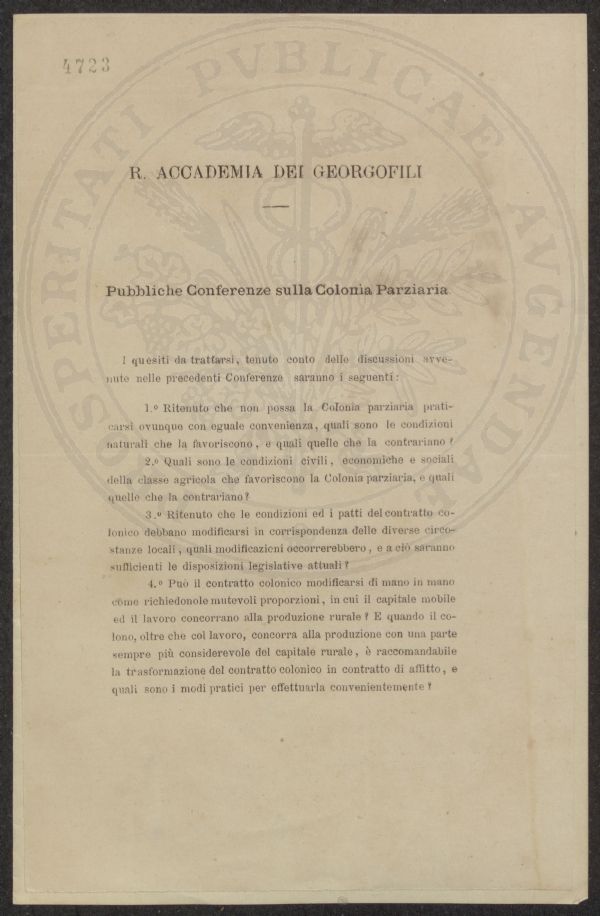 4723
PROSPERITATI PVBLICAE AVGENDAE
R. ACCADEMIA DEI GEORGOFILI
Pubbliche Conferenze sulla Colonia Parziaria
I quesiti da trattarsi, tenuto conto delle discussioni avve-
nute nelle precedenti Conferenze saranno i seguenti:
1.º Ritenuto che non possa la Colonia parziaria prati-
carsi ovunque con eguale convenienza, quali sono le condizioni
naturali che la favoriscono, e quali quelle che la contrariano?
2.º Quali sono le condizioni civili, economiche e sociali
della classe agricola che favoriscono la Colonia parziaria, e quali
quelle che la contrariano?
3.º Ritenuto che le condizioni ed i patti del contratto co-
lonico debbano modificarsi in corrispondenza delle diverse circo-
stanze locali, quali modificazioni occorrerebbero, e a ciò saranno
sufficienti le disposizioni legislative attuali?
4.º Può il contratto colonico modificarsi di mano in mano
come richiedonole mutevoli proporzioni, in cui il capitale mobile
ed il lavoro concorrano alla produzione rurale? E quando il co-
lono, oltre che col lavoro, concorra alla produzione con una parte
sempre più considerevole del capitale rurale, è raccomandabile
la trasformazione del contratto colonico in contratto di affitto, e
quali sono i modi pratici per effettuarla convenientemente?